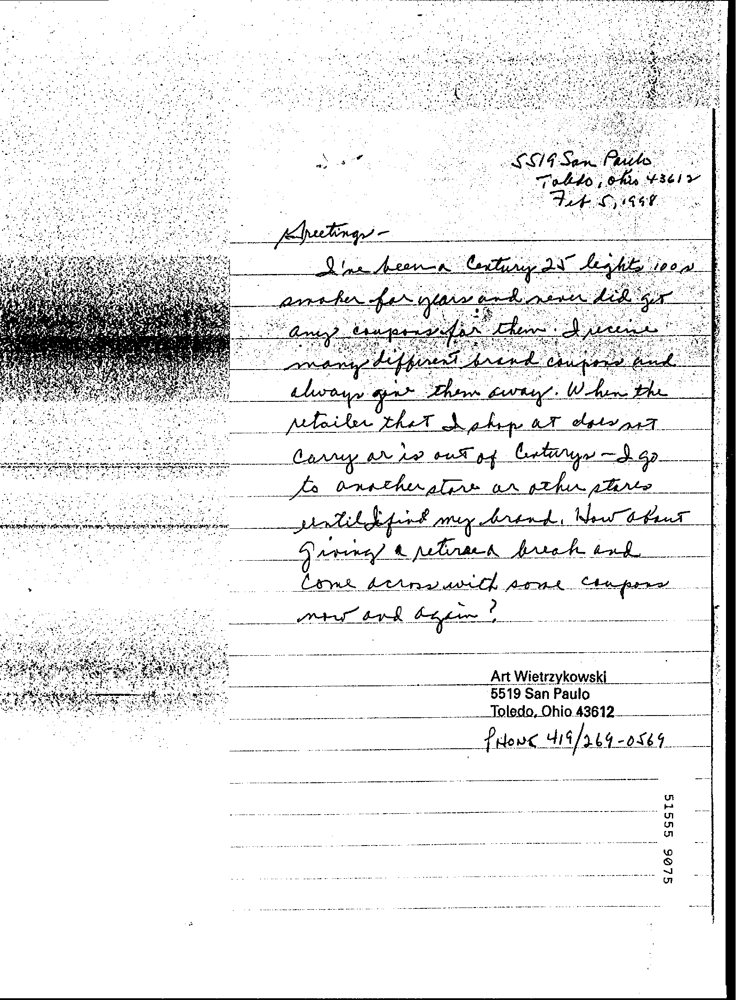 5519 San Paulo
Toledo, Ohio 43612
Feb 5, 1998
Greetings-
I've been a Century 25 lights 100s
smoker for years and never did get
any coupons for them. I receive
many different brand coupons and
always give them away. When the
retailer that I shop at does not
carry or is out of Centurys - I go
to another store or other stores
until I find my brand. How about
giving a retiree a break and
come across with some coupons
now and again?
Art Wietrzykowski
5519 San Paulo
Toledo, Ohio 43612
PHONE 419/269-0569
51555 9075